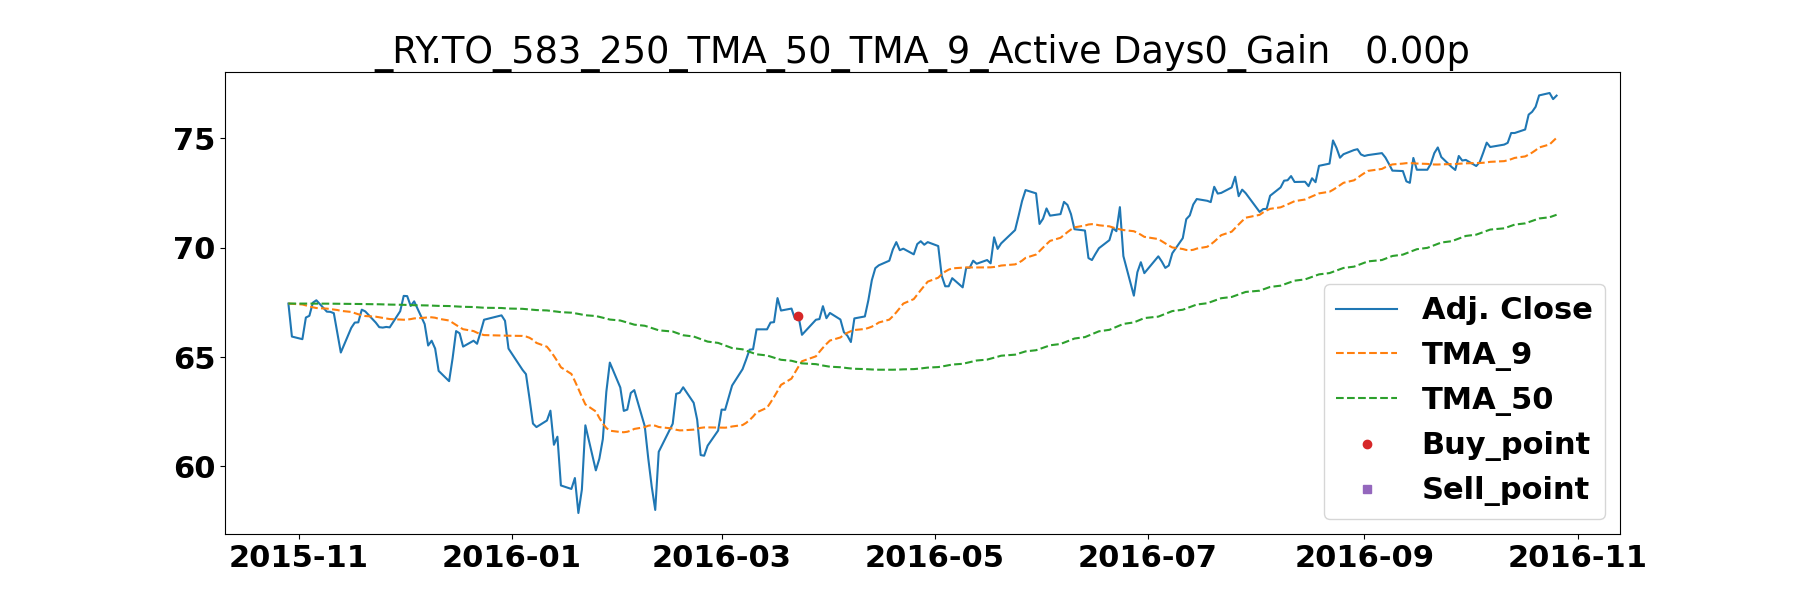 _RY.TO_583_250_TMA_50_TMA_9_Active Days0_Gain   0.00p
75
70
65
60
Adj. Close
TMA_9
TMA_50
Buy_point
Sell_point
2015-11 2016-01 2016-03 2016-05 2016-07 2016-09 2016-11